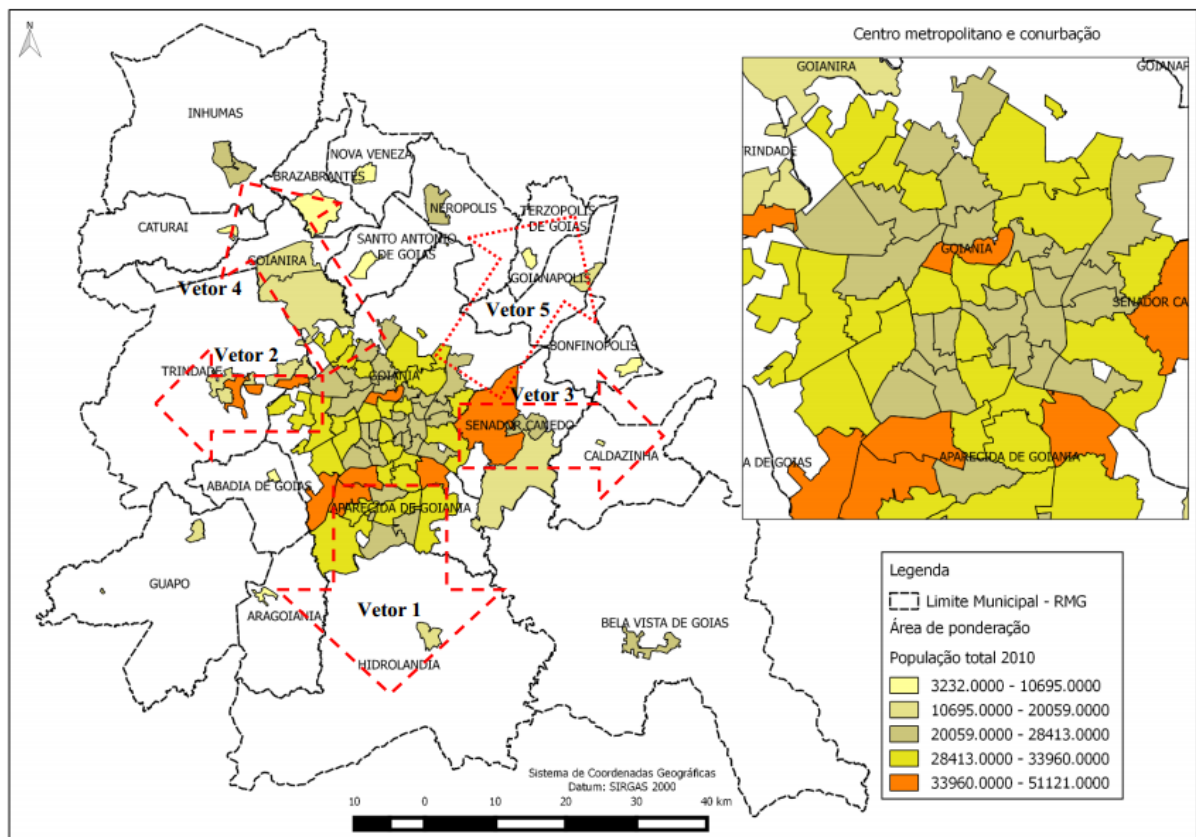 N
Centro metropolitano e conurbação
INHUMAS
NOVA VENEZA
BRAZABRANTES
NEROPOLIS
TERZOPOLIS
DE GOIAS
CATURAI
SANTO ANTONIO
DE GOIAS
GOIANIRA
GOIANAPOLIS
Vetor 4
Vetor 5
BONFINOPOLIS
Vetor 2
TRINDADE
GOIANIA
Vetor 3
SENADOR CANEDO
CALDAZINHA
ABADIA DE GOIAS
APARECIDA DE GOIANIA
GUAPO
ARAGOIANIA
Vetor 1
HIDROLANDIA
BELA VISTA DE GOIAS
GOIANIRA
GOIANAP
RINDADE
GOIANIA
SENADOR CA
A DE GOIAS
APARECIDA DE GOIANIA
Legenda
Limite Municipal - RMG
Área de ponderação
População total 2010
3232.0000 - 10695.0000
10695.0000 - 20059.0000
20059.0000 - 28413.0000
28413.0000 - 33960.0000
33960.0000 - 51121.0000
Sistema de Coordenadas Geográficas
Datum: SIRGAS 2000
10 0 10 20 30 40 km